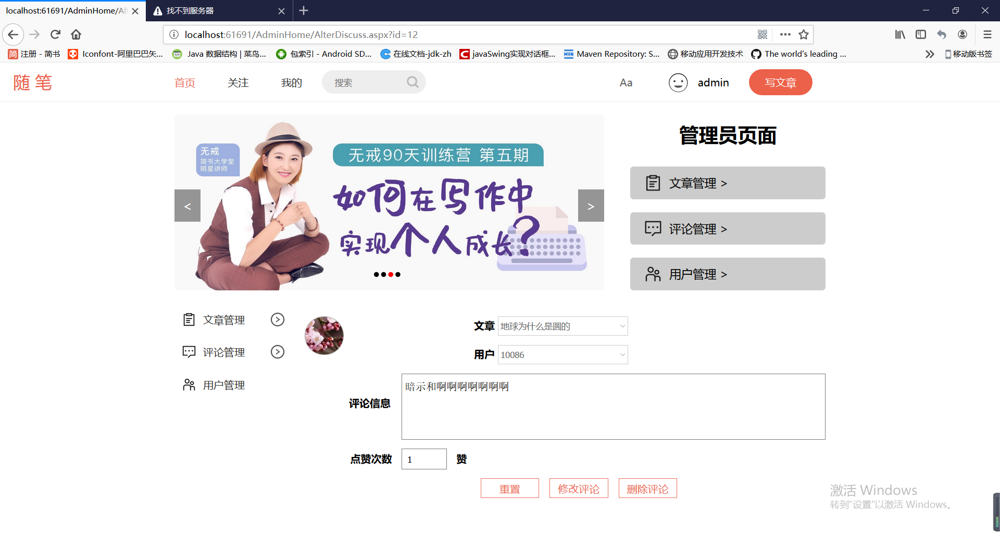 localhost:61691/AdminHome/Al
找不到服务器
localhost:61691/AdminHome/AlterDiscuss.aspx?id=12
简 注册 - 简书
Iconfont-阿里巴巴矢...
Java 数据结构 | 菜鸟...
包索引 - Android SD...
在线文档-jdk-zh
javaSwing实现对话框...
Maven Repository: S...
移动应用开发技术
The world's leading ...
移动版书签
随 笔
首页
关注
我的
搜索
Aa
admin
写文章
无戒
简书大学堂
明星讲师
无戒90天训练营 第五期
如何在写作中
实现个人成长?
<
>
管理员页面
文章管理 >
评论管理 >
用户管理 >
文章管理
评论管理
用户管理
文章 地球为什么是圆的
用户 10086
评论信息
暗示和啊啊啊啊啊啊啊
点赞次数 1 赞
重置
修改评论
删除评论
激活 Windows
转到“设置”以激活 Windows。